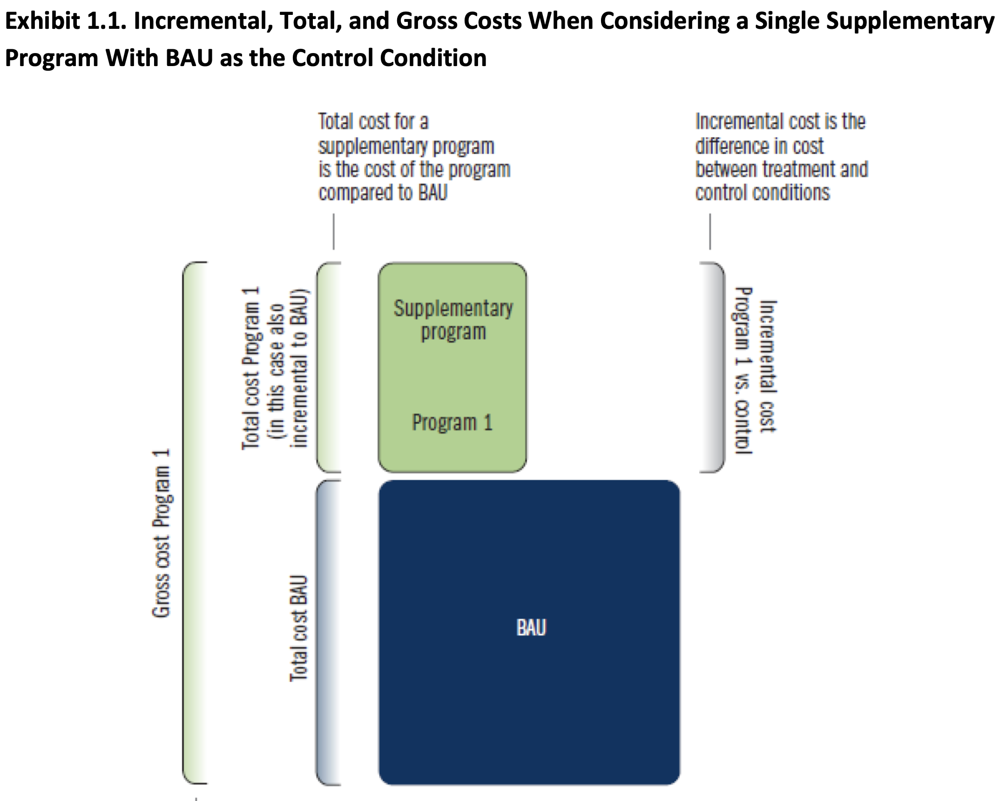 Exhibit 1.1. Incremental, Total, and Gross Costs When Considering a Single Supplementary
Program With BAU as the Control Condition
Total cost for a
supplementary program
is the cost of the program
compared to BAU
Incremental cost is the
difference in cost
between treatment and
control conditions
Gross cost Program 1
Total cost Program 1
(in this case also
incremental to BAU)
Supplementary
program
Program 1
Incremental cost
Program 1 vs. control
Total cost BAU
BAU